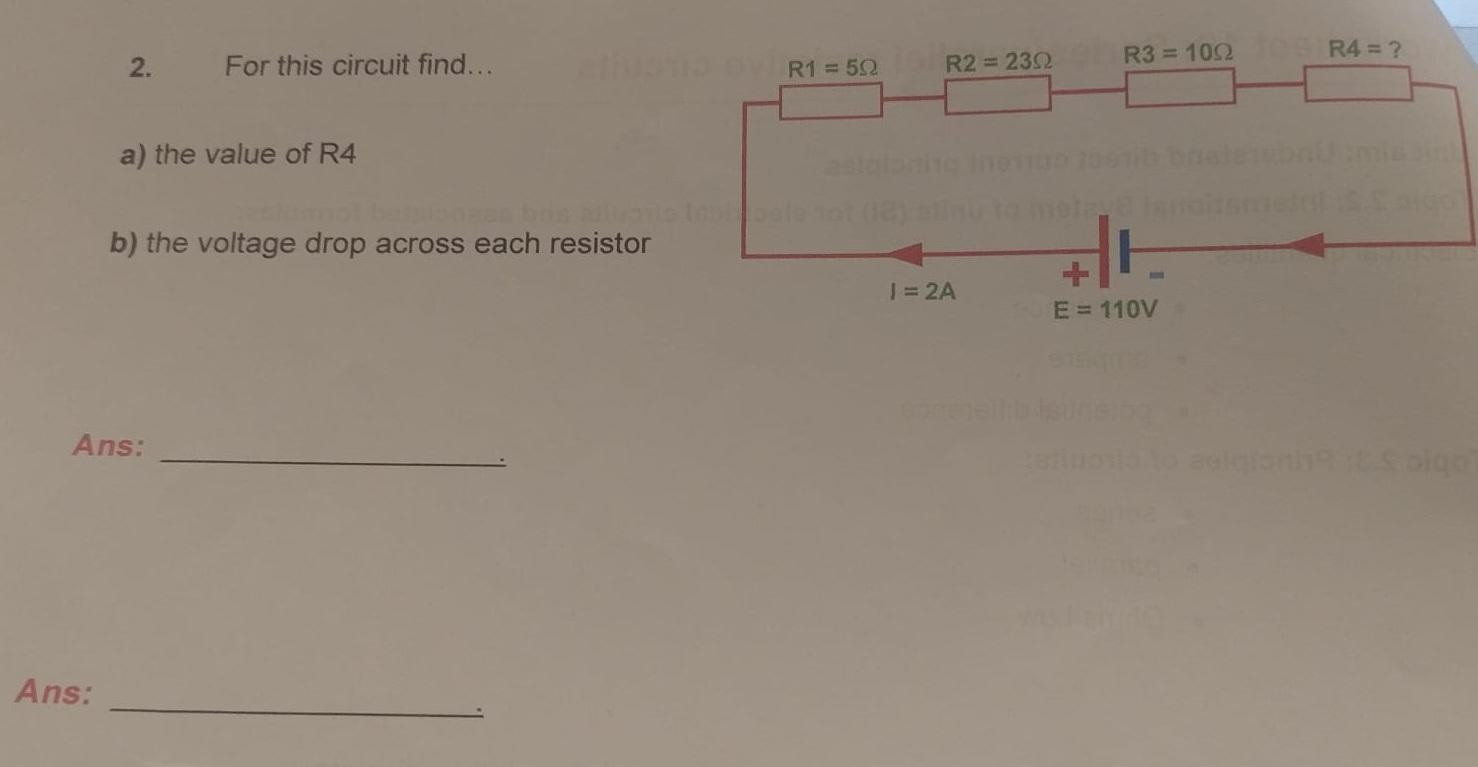 2. For this circuit find...
a) the value of R4
b) the voltage drop across each resistor
R1 = 5Ω
R2 = 23Ω
R3 = 10Ω
R4 = ?
+
-
I = 2A
E = 110V
Ans: .
Ans: .